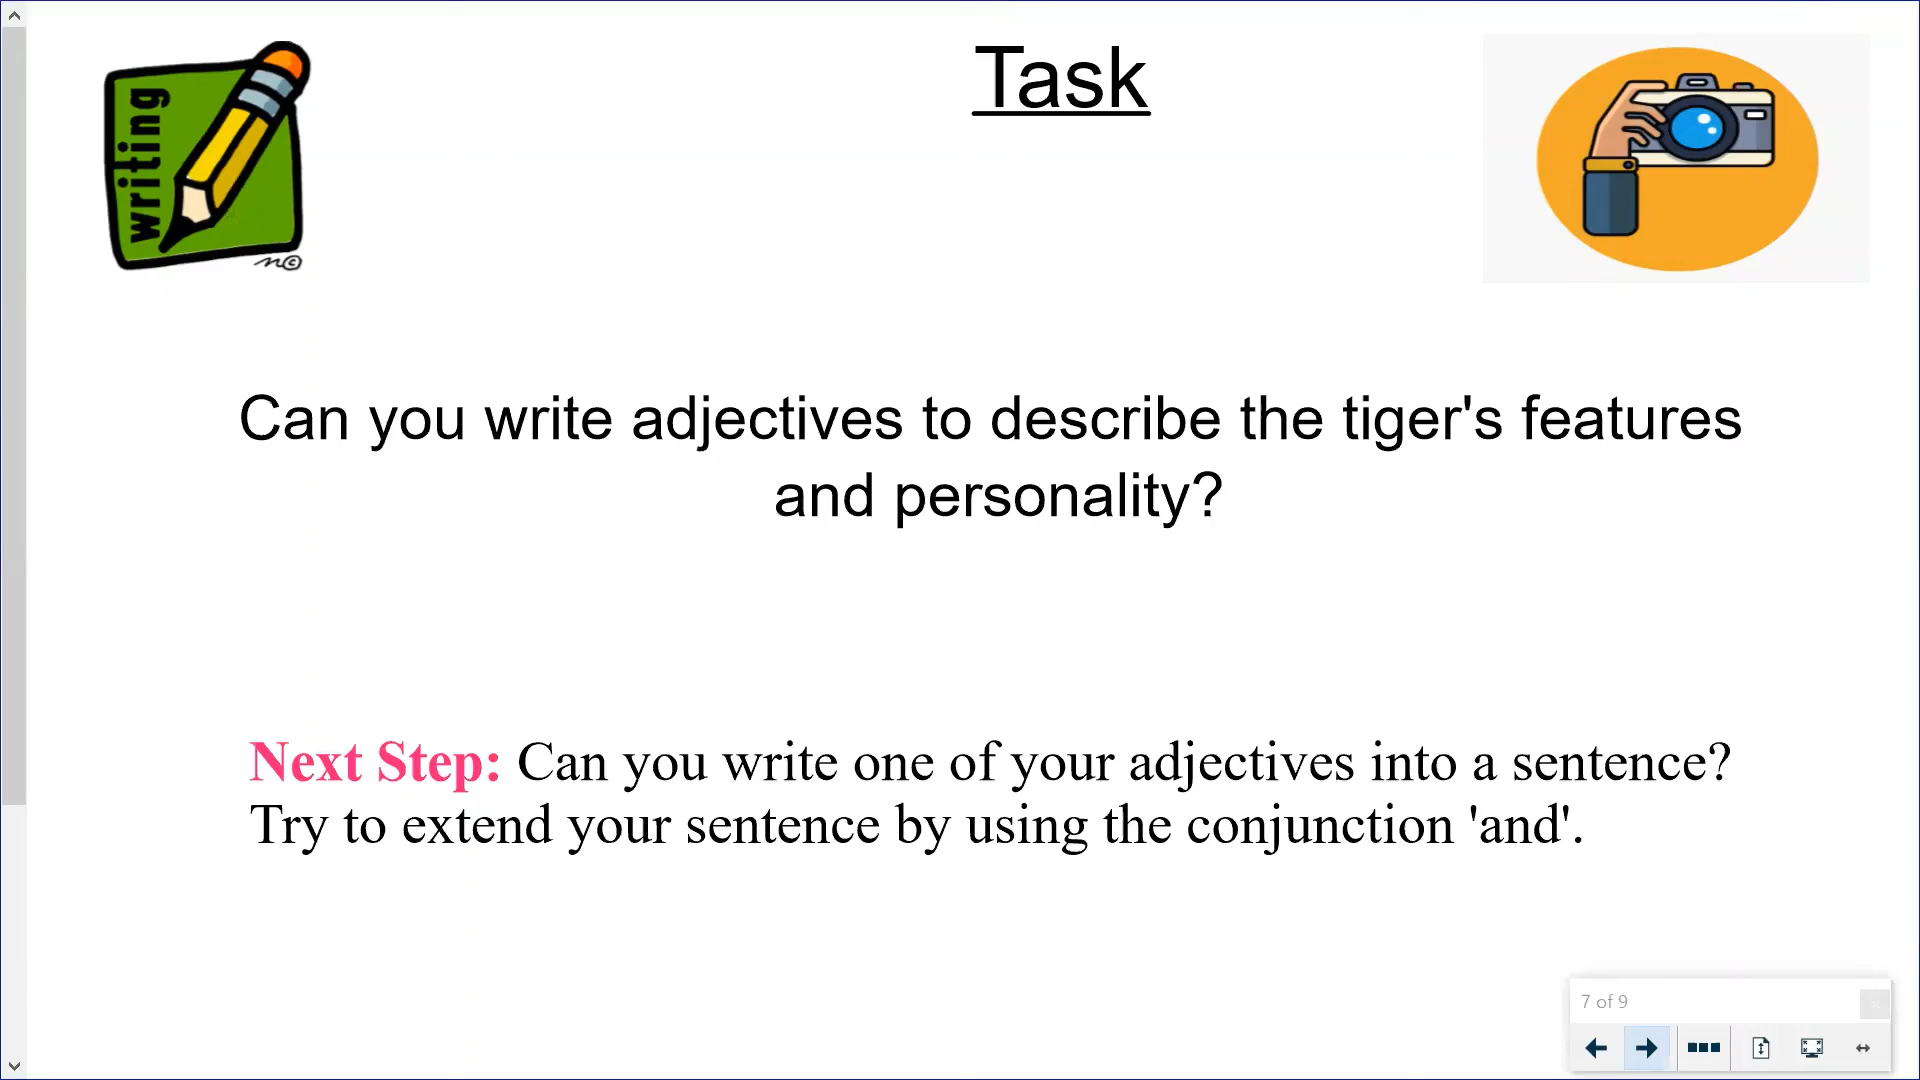 writing
Task
Can you write adjectives to describe the tiger's features
and personality?
Next Step: Can you write one of your adjectives into a sentence?
Try to extend your sentence by using the conjunction 'and'.
7 of 9